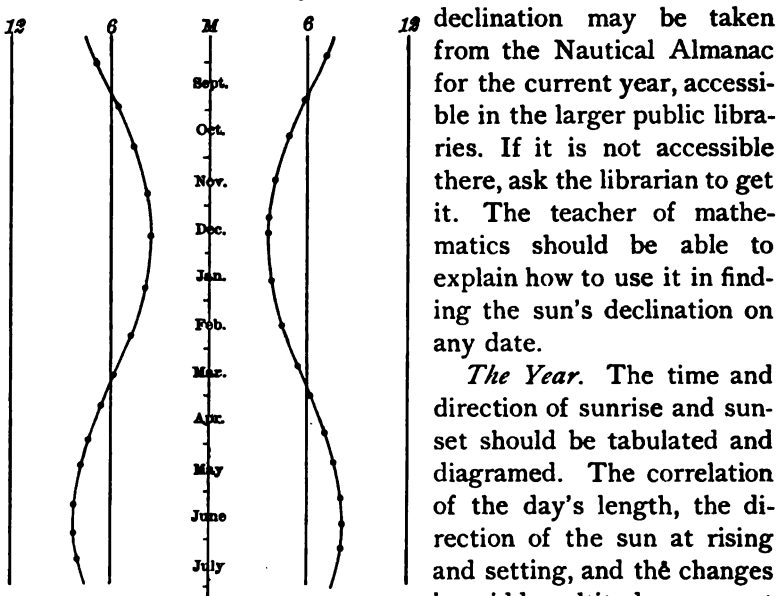 12 6 M 6 12
Sept.
Oct.
Nov.
Dec.
Jan.
Feb.
Mar.
Apr.
May
June
July
declination may be taken
from the Nautical Almanac
for the current year, accessi-
ble in the larger public libra-
ries. If it is not accessible
there, ask the librarian to get
it. The teacher of mathe-
matics should be able to
explain how to use it in find-
ing the sun's declination on
any date.
The Year. The time and
direction of sunrise and sun-
set should be tabulated and
diagramed. The correlation
of the day's length, the di-
rection of the sun at rising
and setting, and the changes